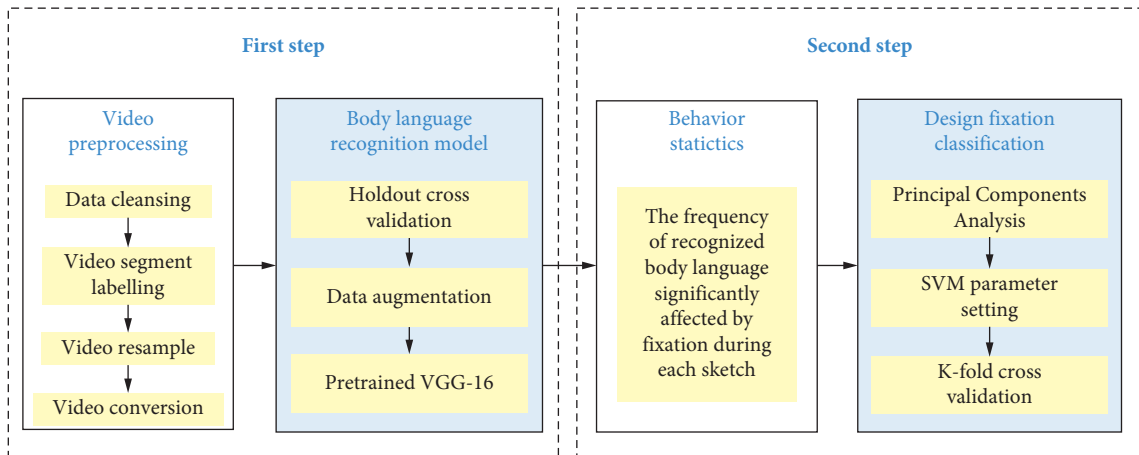 First step
Video
preprocessing
Data cleansing
Video segment
labelling
Video resample
Video conversion
Body language
recognition model
Holdout cross
validation
Data augmentation
Pretrained VGG-16
Second step
Behavior
statictics
The frequency
of recognized
body language
significantly
affected by
fixation during
each sketch
Design fixation
classification
Principal Components
Analysis
SVM parameter
setting
K-fold cross
validation